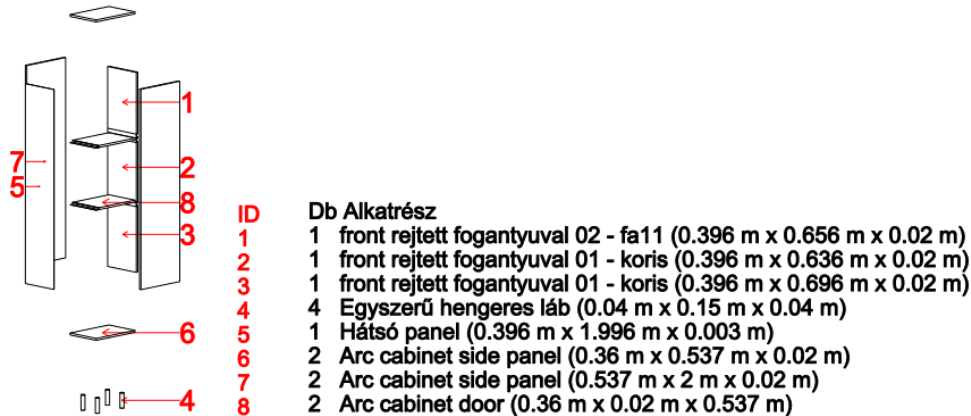 1
7
2
5
8
3
6
4
ID Db Alkatrész
1 1 front rejtett fogantyuval 02 - fa11 (0.396 m x 0.656 m x 0.02 m)
2 1 front rejtett fogantyuval 01 - koris (0.396 m x 0.636 m x 0.02 m)
3 1 front rejtett fogantyuval 01 - koris (0.396 m x 0.696 m x 0.02 m)
4 4 Egyszerű hengeres láb (0.04 m x 0.15 m x 0.04 m)
5 1 Hátsó panel (0.396 m x 1.996 m x 0.003 m)
6 2 Arc cabinet side panel (0.36 m x 0.537 m x 0.02 m)
7 2 Arc cabinet side panel (0.537 m x 2 m x 0.02 m)
8 2 Arc cabinet door (0.36 m x 0.02 m x 0.537 m)